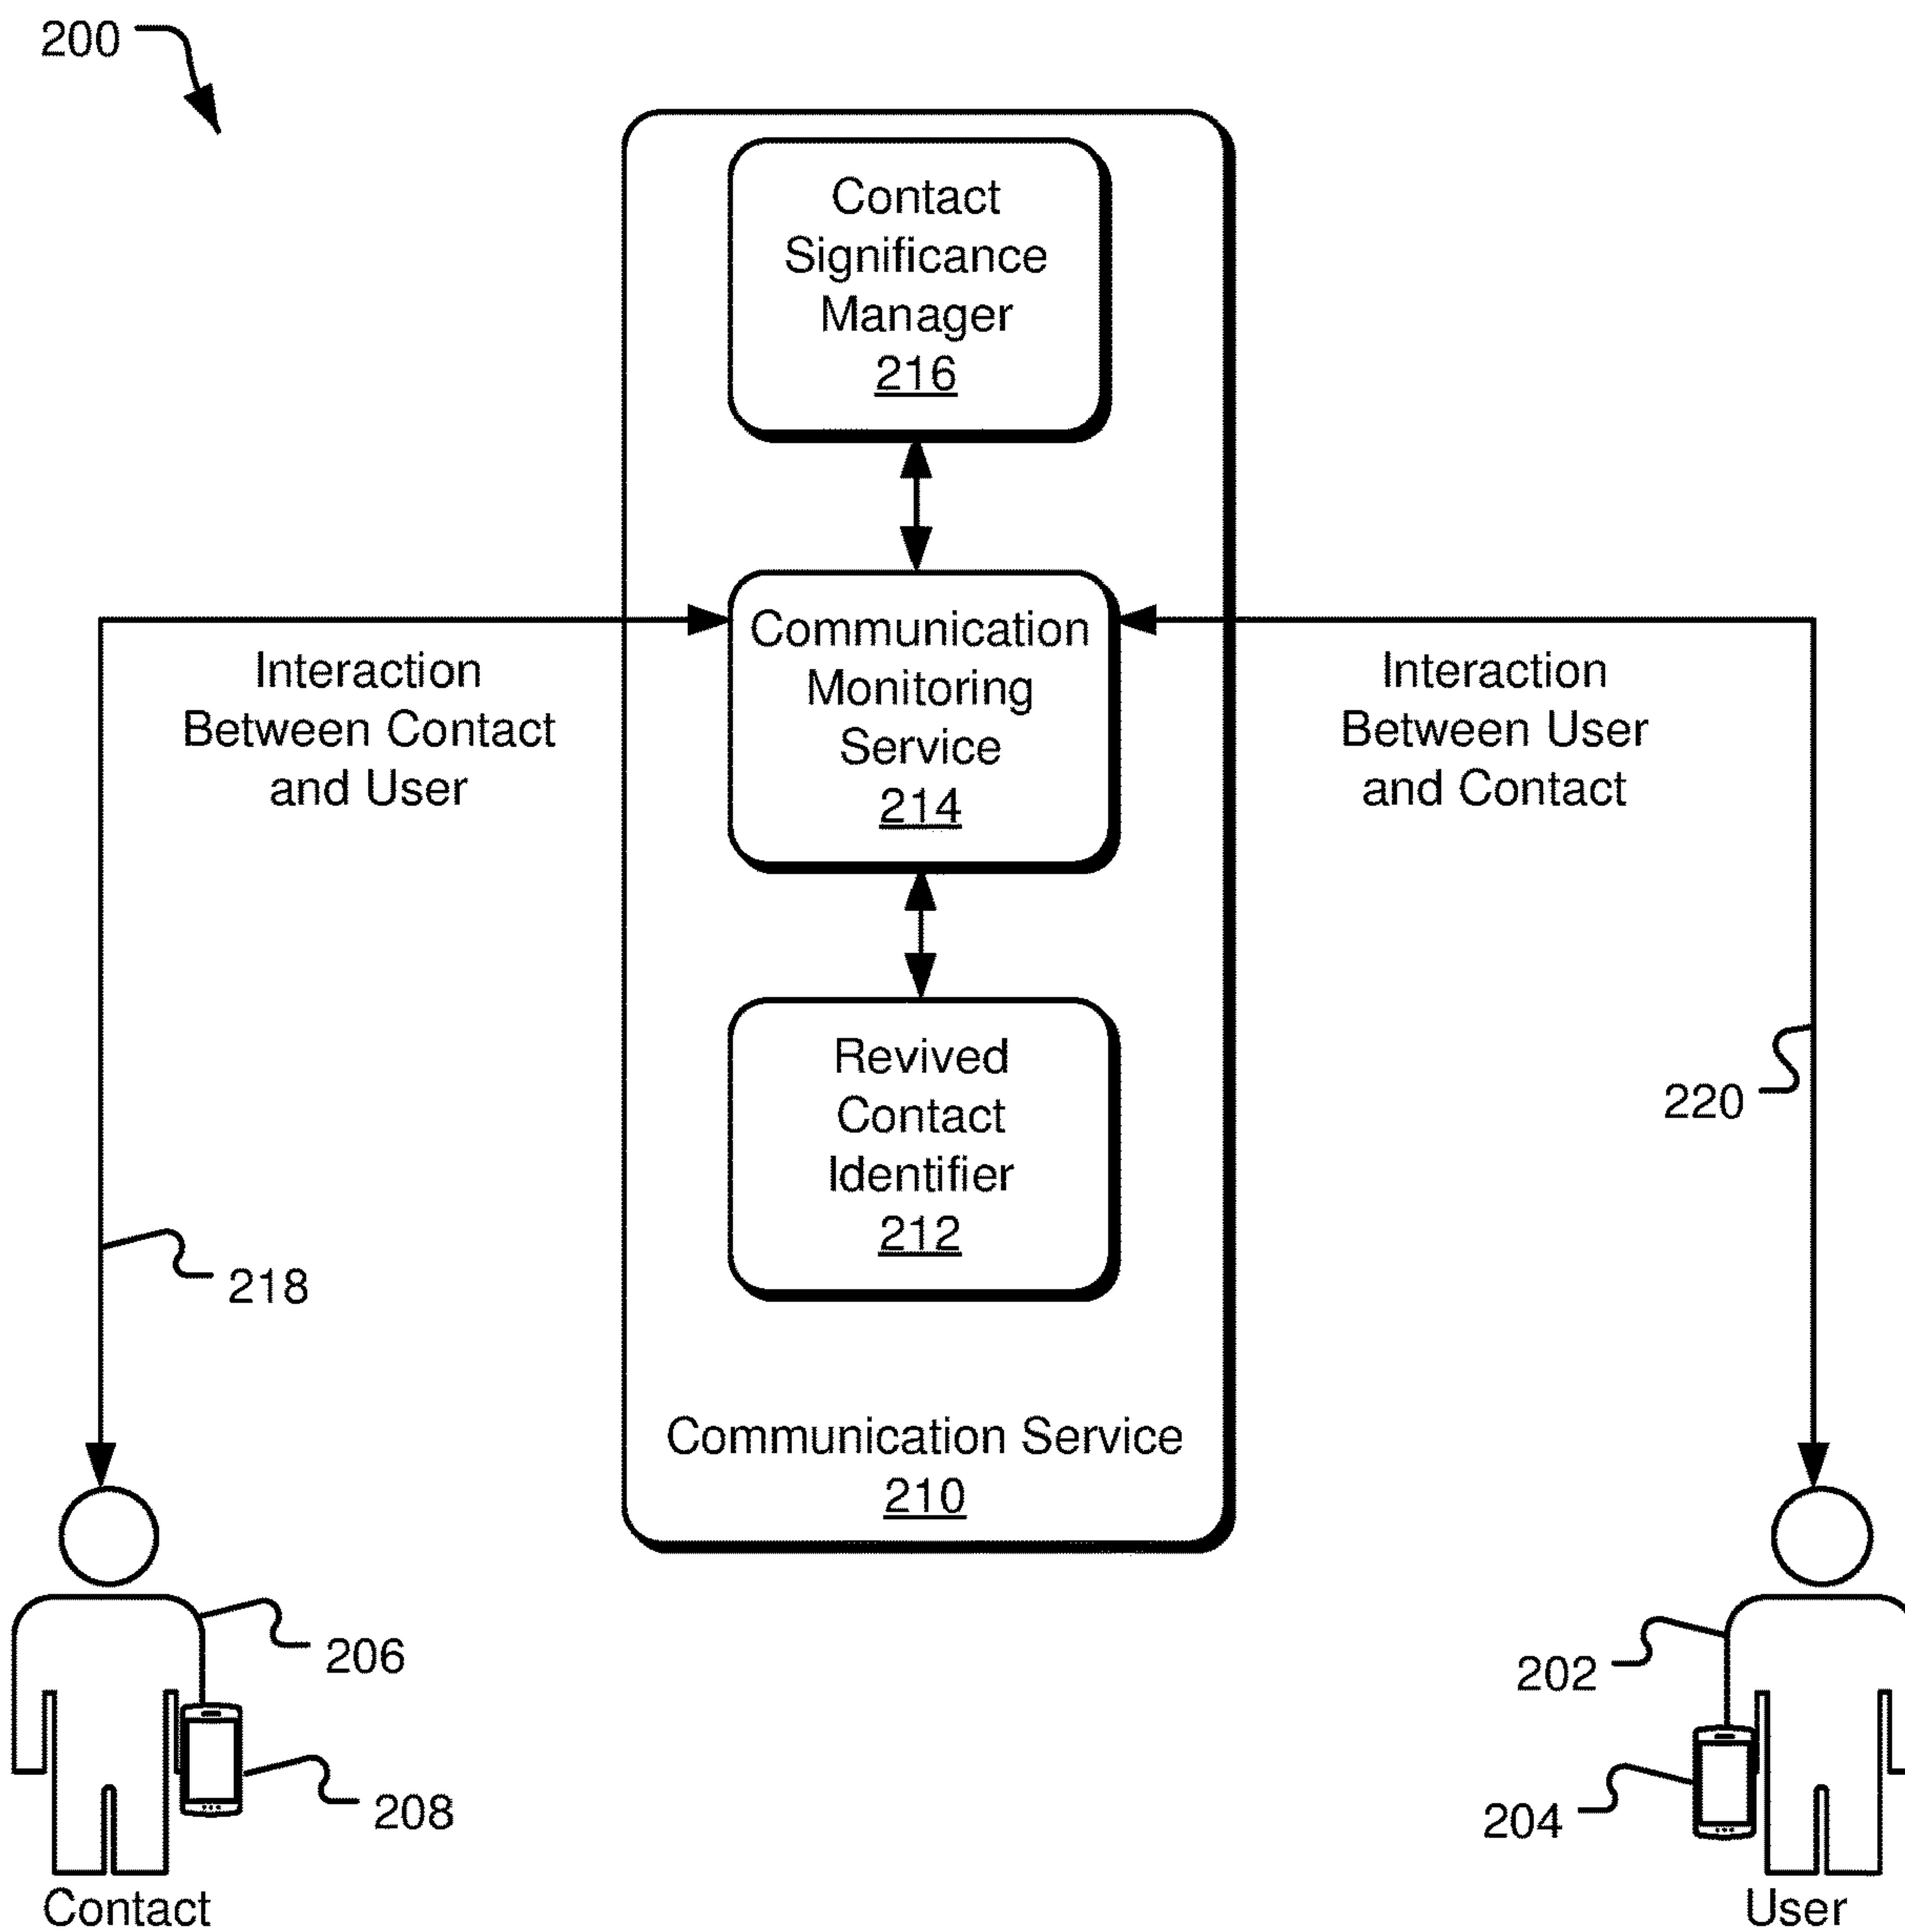 200
Contact
Significance
Manager
216
Communication
Monitoring
Service
214
Interaction
Between Contact
and User
Interaction
Between User
and Contact
Revived
Contact
Identifier
212
220
218
Communication Service
210
206
202
208
204
Contact
User